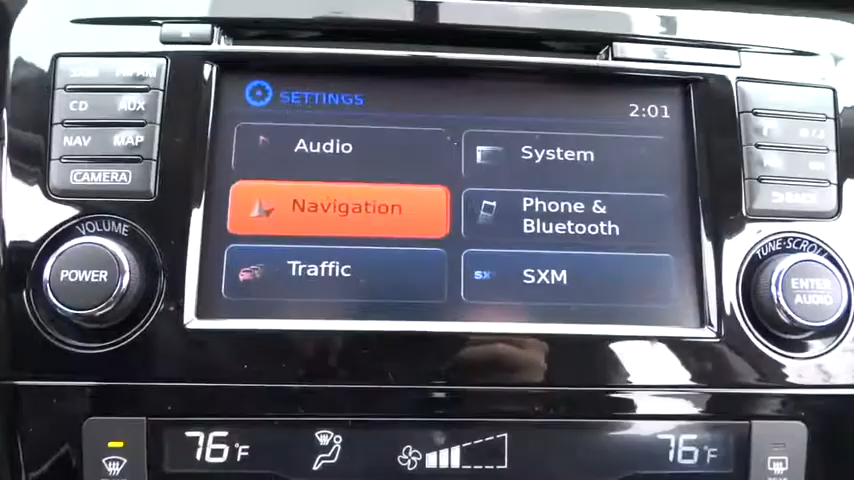 SETTINGS
2:01
Audio
System
Navigation
Phone &
Bluetooth
Traffic
SXM
CD
AUX
NAV
MAP
CAMERA
VOLUME
POWER
BACK
TUNE·SCROLL
ENTER
AUDIO
76°F
76°F